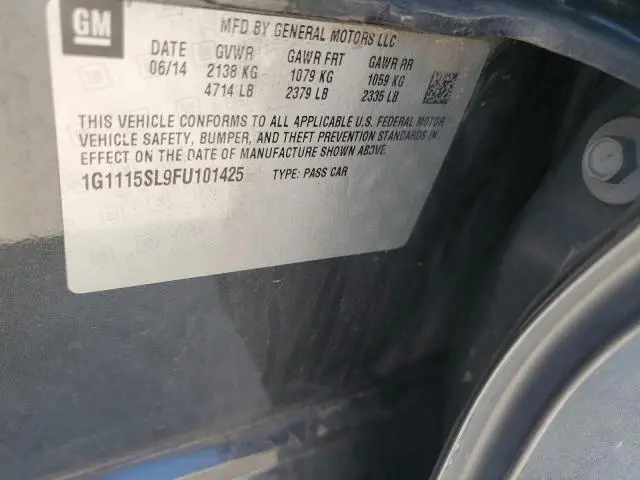 GM
MFD BY GENERAL MOTORS LLC
DATE GVWR GAWR FRT GAWR RR
06/14 2138 KG 1079 KG 1059 KG
4714 LB 2379 LB 2335 LB
THIS VEHICLE CONFORMS TO ALL APPLICABLE U.S. FEDERAL MOTOR
VEHICLE SAFETY, BUMPER, AND THEFT PREVENTION STANDARDS IN
EFFECT ON THE DATE OF MANUFACTURE SHOWN ABOVE.
1G1115SL9FU101425 TYPE: PASS CAR